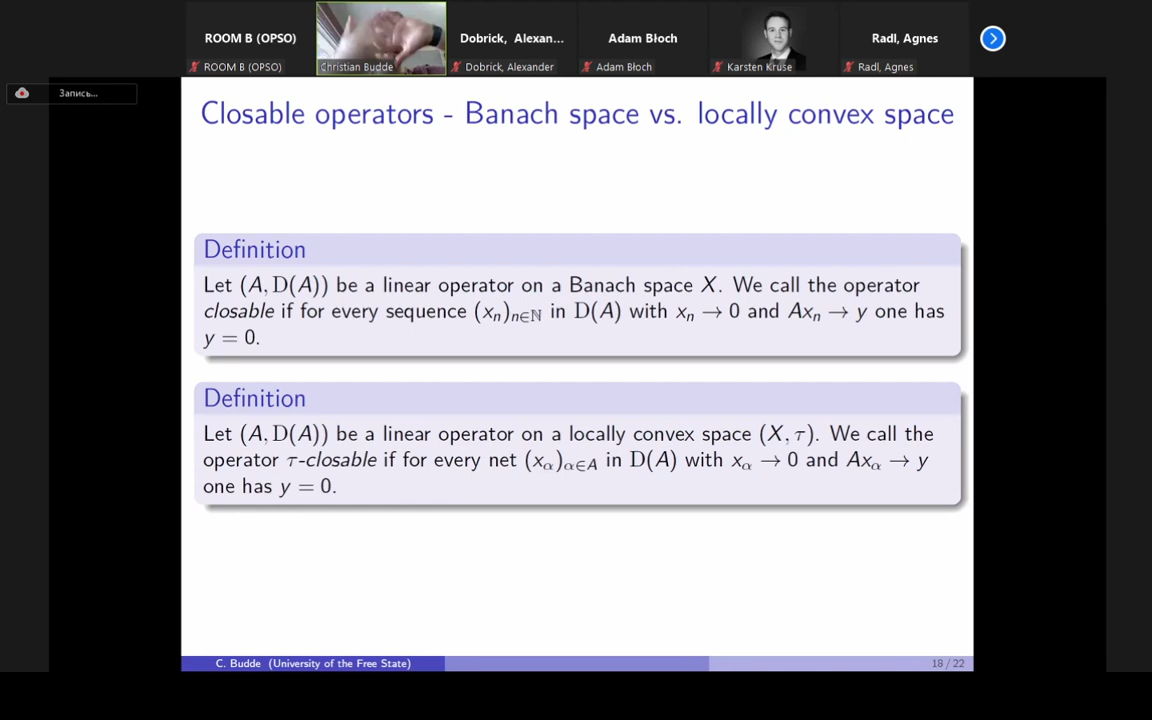 ROOM B (OPSO)
Dobrick, Alexan...
Adam Błoch
Radl, Agnes
ROOM B (OPSO)
Christian Budde
Dobrick, Alexander
Adam Błoch
Karsten Kruse
Radl, Agnes
Запись...
Closable operators - Banach space vs. locally convex space
Definition
Let (A, D(A)) be a linear operator on a Banach space X. We call the operator
closable if for every sequence (xₙ)ₙ∈ℕ in D(A) with xₙ → 0 and Axₙ → y one has
y = 0.
Definition
Let (A, D(A)) be a linear operator on a locally convex space (X, τ). We call the
operator τ-closable if for every net (x_α)_α∈A in D(A) with x_α → 0 and Ax_α → y
one has y = 0.
C. Budde (University of the Free State)
18 / 22